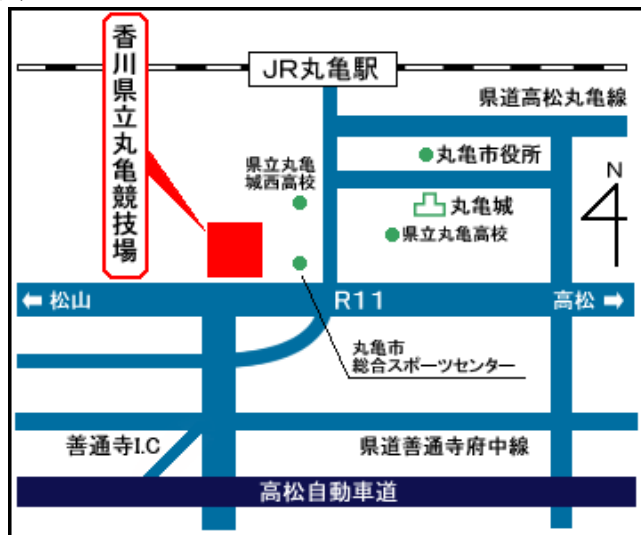 香川県立丸亀競技場
JR丸亀駅
県道高松丸亀線
丸亀市役所
県立丸亀
城西高校
N
丸亀城
県立丸亀高校
← 松山
R11
高松 →
丸亀市
総合スポーツセンター
善通寺I.C
県道善通寺府中線
高松自動車道